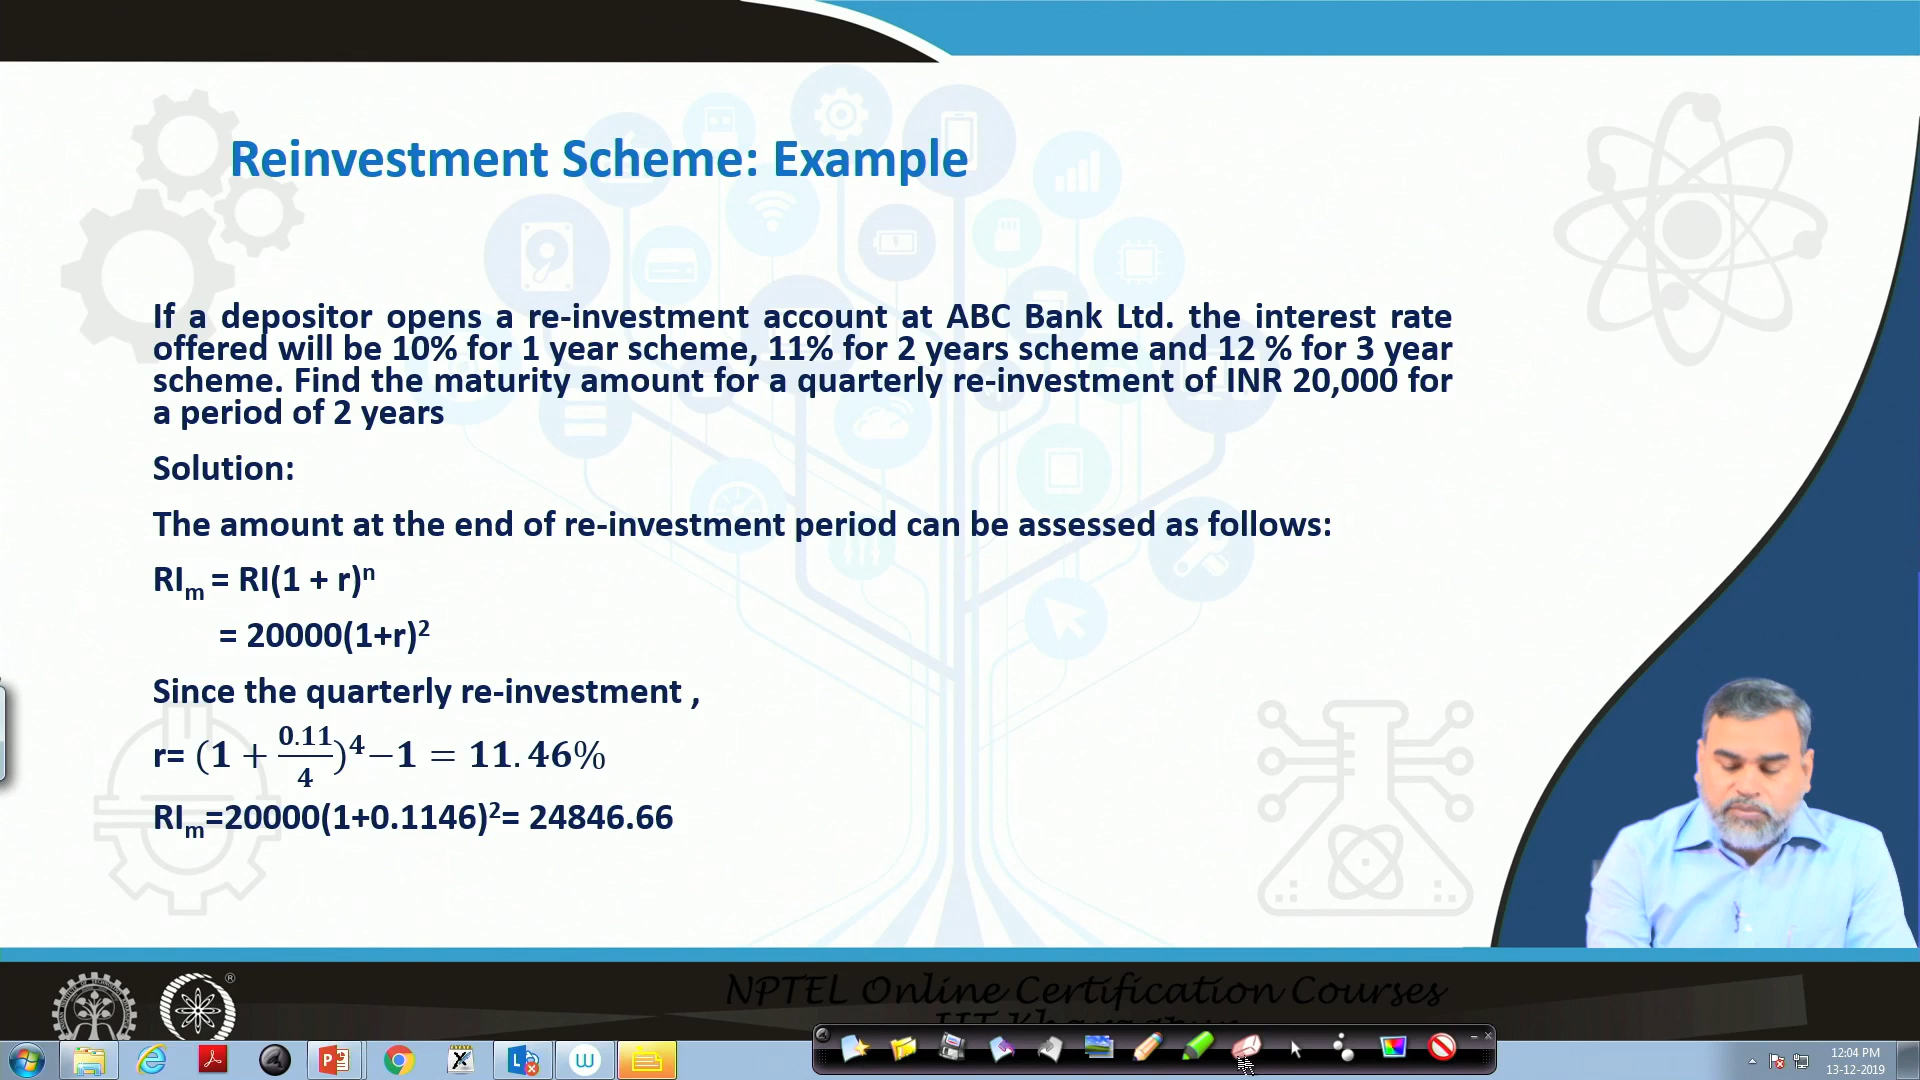 Reinvestment Scheme: Example
If a depositor opens a re-investment account at ABC Bank Ltd. the interest rate
offered will be 10% for 1 year scheme, 11% for 2 years scheme and 12 % for 3 year
scheme. Find the maturity amount for a quarterly re-investment of INR 20,000 for
a period of 2 years
Solution:
The amount at the end of re-investment period can be assessed as follows:
RIₘ = RI(1 + r)ⁿ
= 20000(1+r)²
Since the quarterly re-investment ,
r= (1 + 0.11/4)⁴−1 = 11.46%
RIₘ=20000(1+0.1146)²= 24846.66
NPTEL Online Certification Courses
IIT Kharagpur
12:04 PM
13-12-2019